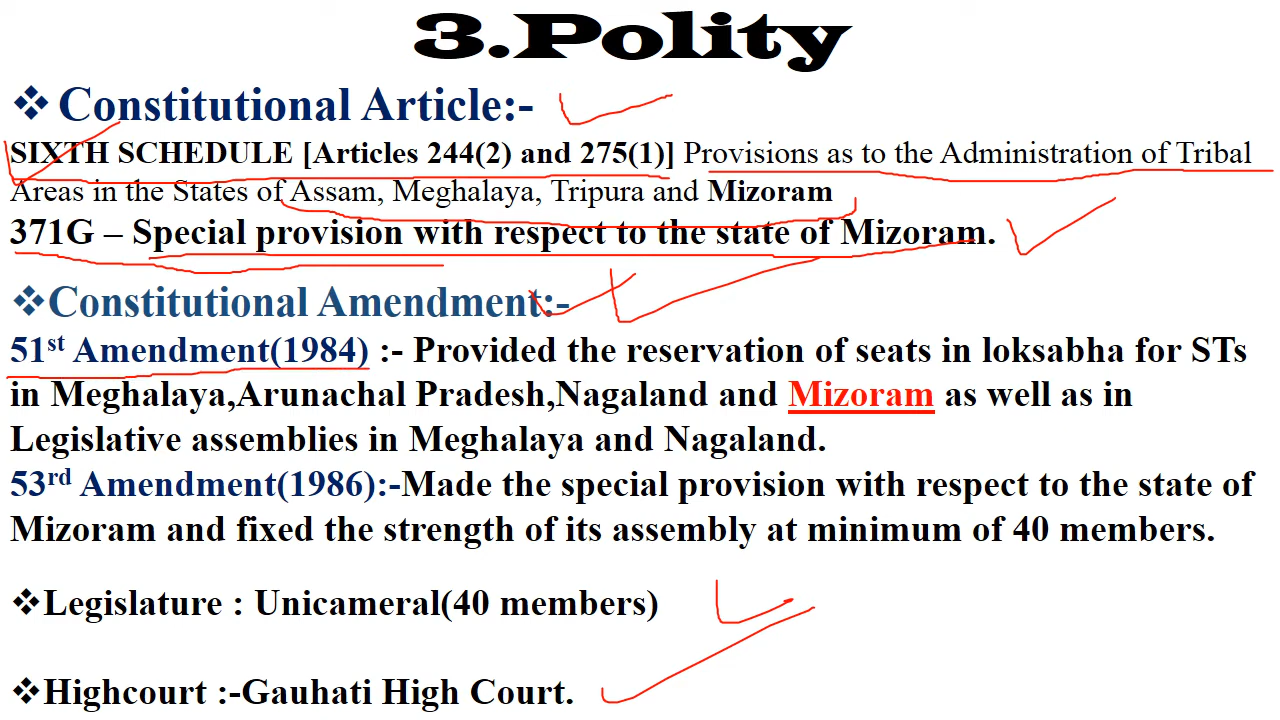 3.Polity
❖ Constitutional Article:-
SIXTH SCHEDULE [Articles 244(2) and 275(1)] Provisions as to the Administration of Tribal
Areas in the States of Assam, Meghalaya, Tripura and Mizoram
371G – Special provision with respect to the state of Mizoram.
❖Constitutional Amendment:-
51st Amendment(1984) :- Provided the reservation of seats in loksabha for STs
in Meghalaya,Arunachal Pradesh,Nagaland and Mizoram as well as in
Legislative assemblies in Meghalaya and Nagaland.
53rd Amendment(1986):-Made the special provision with respect to the state of
Mizoram and fixed the strength of its assembly at minimum of 40 members.
❖Legislature : Unicameral(40 members)
❖Highcourt :-Gauhati High Court.